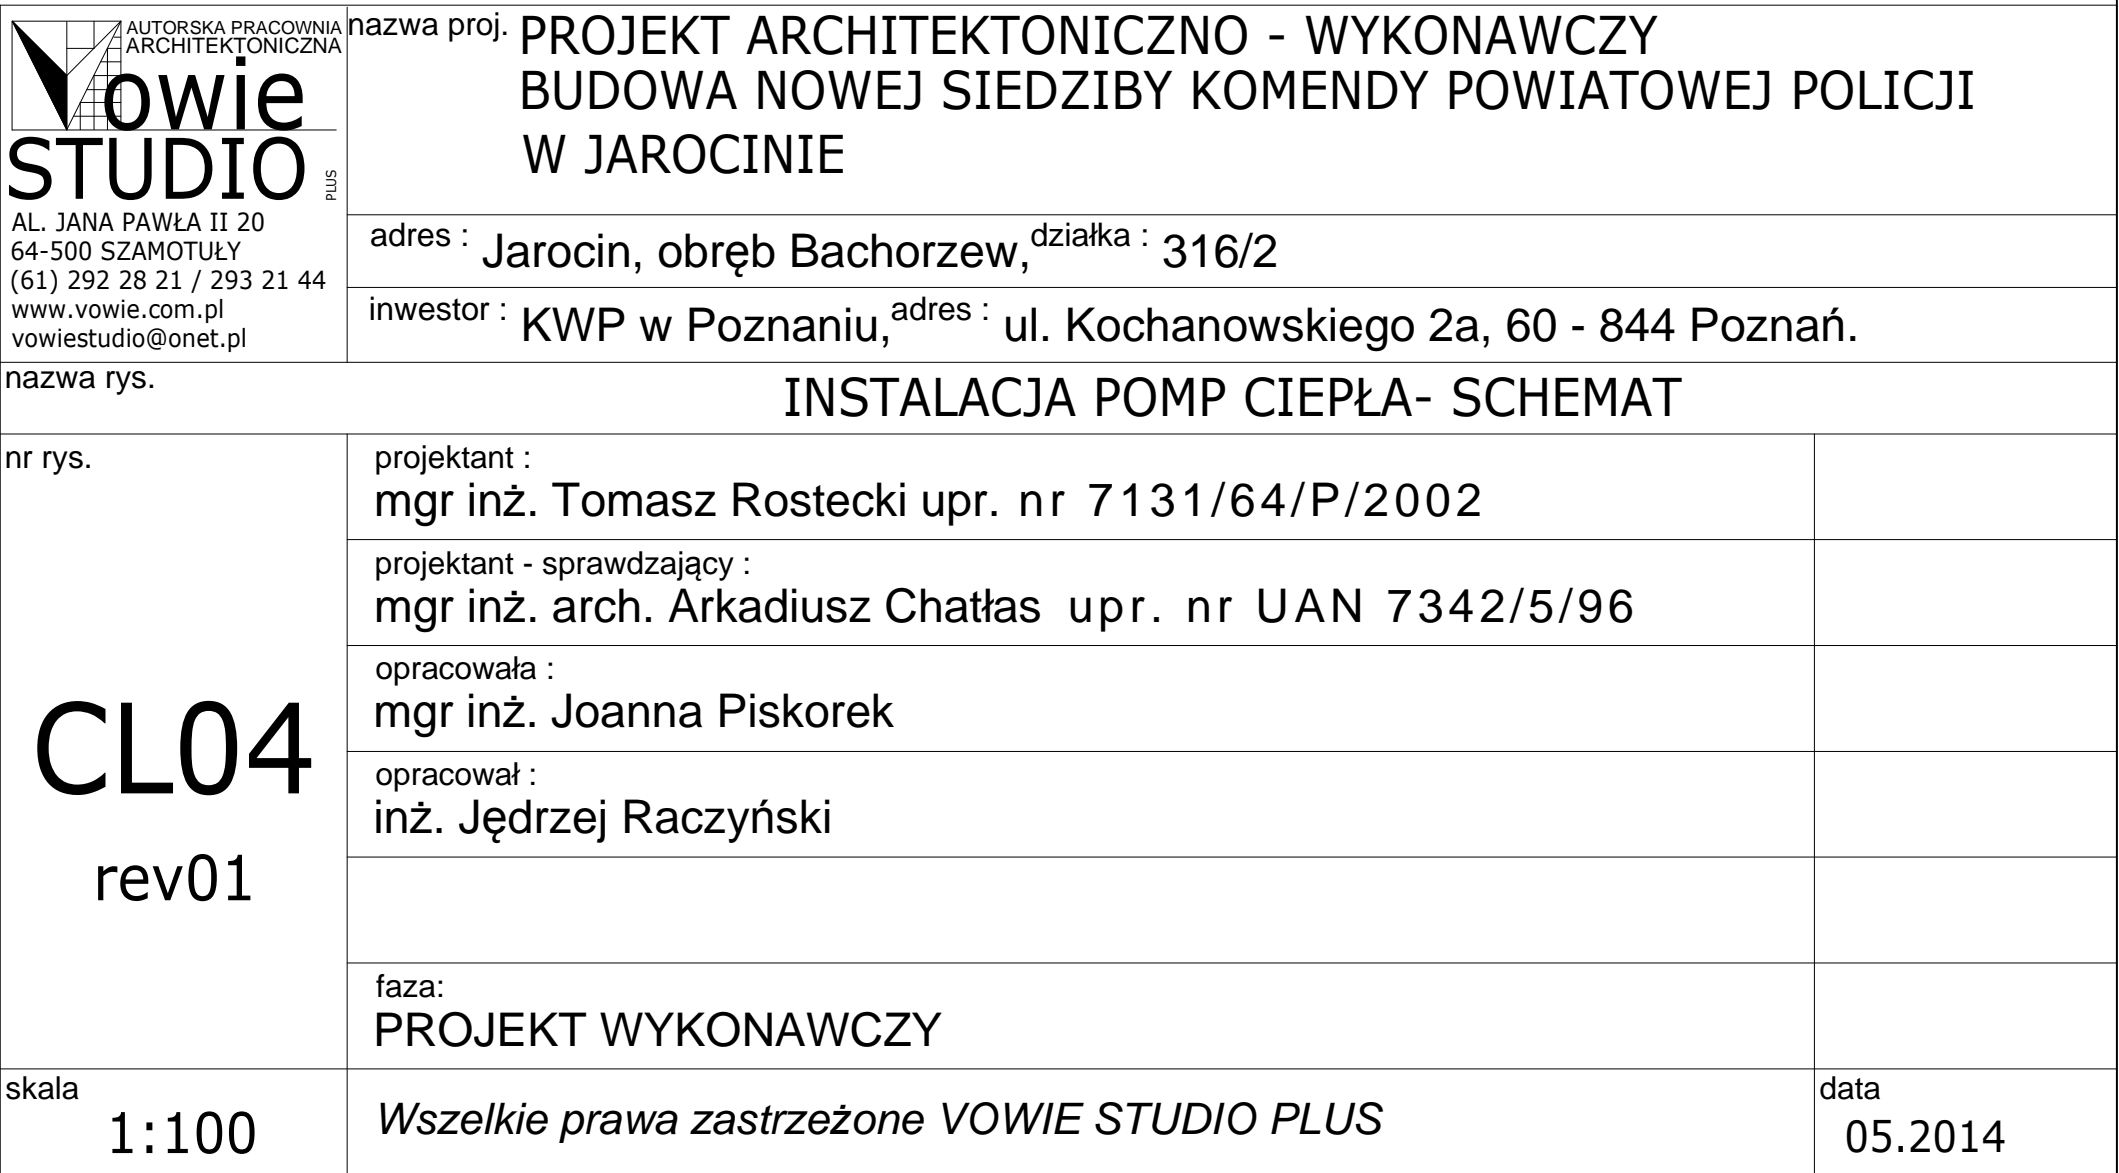 AUTORSKA PRACOWNIA
ARCHITEKTONICZNA
Vowie
STUDIO PLUS
AL. JANA PAWŁA II 20
64-500 SZAMOTUŁY
(61) 292 28 21 / 293 21 44
www.vowie.com.pl
vowiestudio@onet.pl
nazwa proj. PROJEKT ARCHITEKTONICZNO - WYKONAWCZY
BUDOWA NOWEJ SIEDZIBY KOMENDY POWIATOWEJ POLICJI
W JAROCINIE
adres : Jarocin, obręb Bachorzew, działka : 316/2
inwestor : KWP w Poznaniu, adres : ul. Kochanowskiego 2a, 60 - 844 Poznań.
nazwa rys.
INSTALACJA POMP CIEPŁA- SCHEMAT
nr rys.
CL04
rev01
projektant :
mgr inż. Tomasz Rostecki upr. nr 7131/64/P/2002
projektant - sprawdzający :
mgr inż. arch. Arkadiusz Chatłas upr. nr UAN 7342/5/96
opracowała :
mgr inż. Joanna Piskorek
opracował :
inż. Jędrzej Raczyński
faza:
PROJEKT WYKONAWCZY
skala
1:100
Wszelkie prawa zastrzeżone VOWIE STUDIO PLUS
data
05.2014